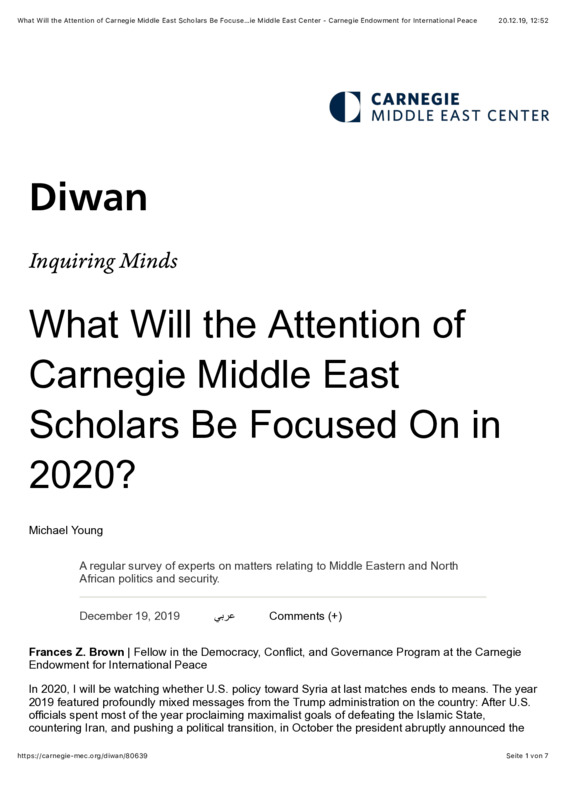 What Will the Attention of Carnegie Middle East Scholars Be Focuse...ie Middle East Center - Carnegie Endowment for International Peace 20.12.19, 12:52
CARNEGIE
MIDDLE EAST CENTER
Diwan
Inquiring Minds
What Will the Attention of
Carnegie Middle East
Scholars Be Focused On in
2020?
Michael Young
A regular survey of experts on matters relating to Middle Eastern and North
African politics and security.
December 19, 2019 عربي Comments (+)
Frances Z. Brown | Fellow in the Democracy, Conflict, and Governance Program at the Carnegie
Endowment for International Peace
In 2020, I will be watching whether U.S. policy toward Syria at last matches ends to means. The year
2019 featured profoundly mixed messages from the Trump administration on the country: After U.S.
officials spent most of the year proclaiming maximalist goals of defeating the Islamic State,
countering Iran, and pushing a political transition, in October the president abruptly announced the
https://carnegie-mec.org/diwan/80639 Seite 1 von 7